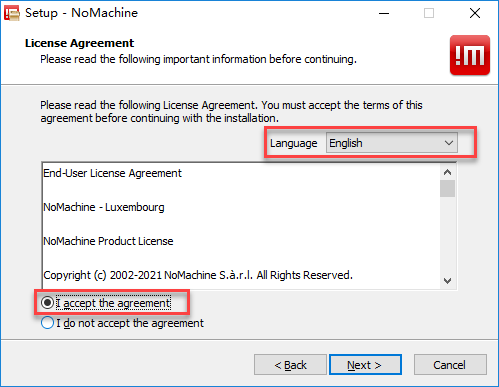 Setup - NoMachine
License Agreement
Please read the following important information before continuing.
!m
Please read the following License Agreement. You must accept the terms of this
agreement before continuing with the installation.
Language English
End-User License Agreement
NoMachine - Luxembourg
NoMachine Product License
Copyright (c) 2002-2021 NoMachine S.à.r.l. All Rights Reserved.
I accept the agreement
I do not accept the agreement
< Back Next > Cancel